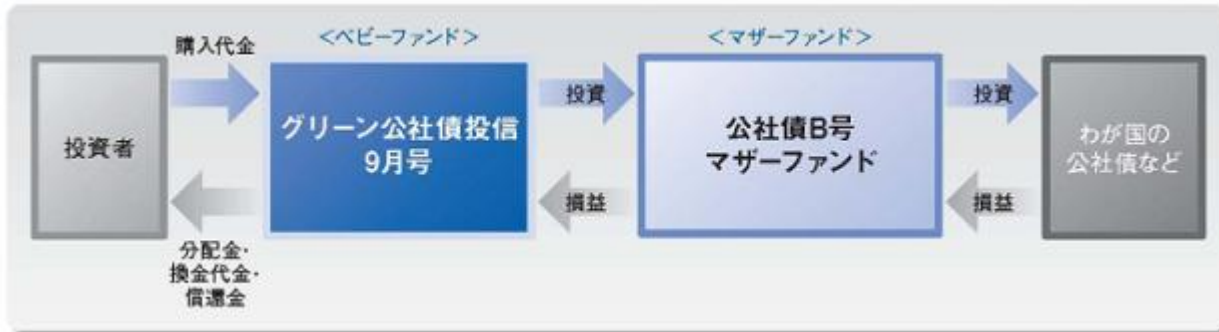 <ベビーファンド>
<マザーファンド>
購入代金
投資者
グリーン公社債投信
9月号
投資
公社債B号
マザーファンド
投資
わが国の
公社債など
損益
損益
分配金・
換金代金・
償還金